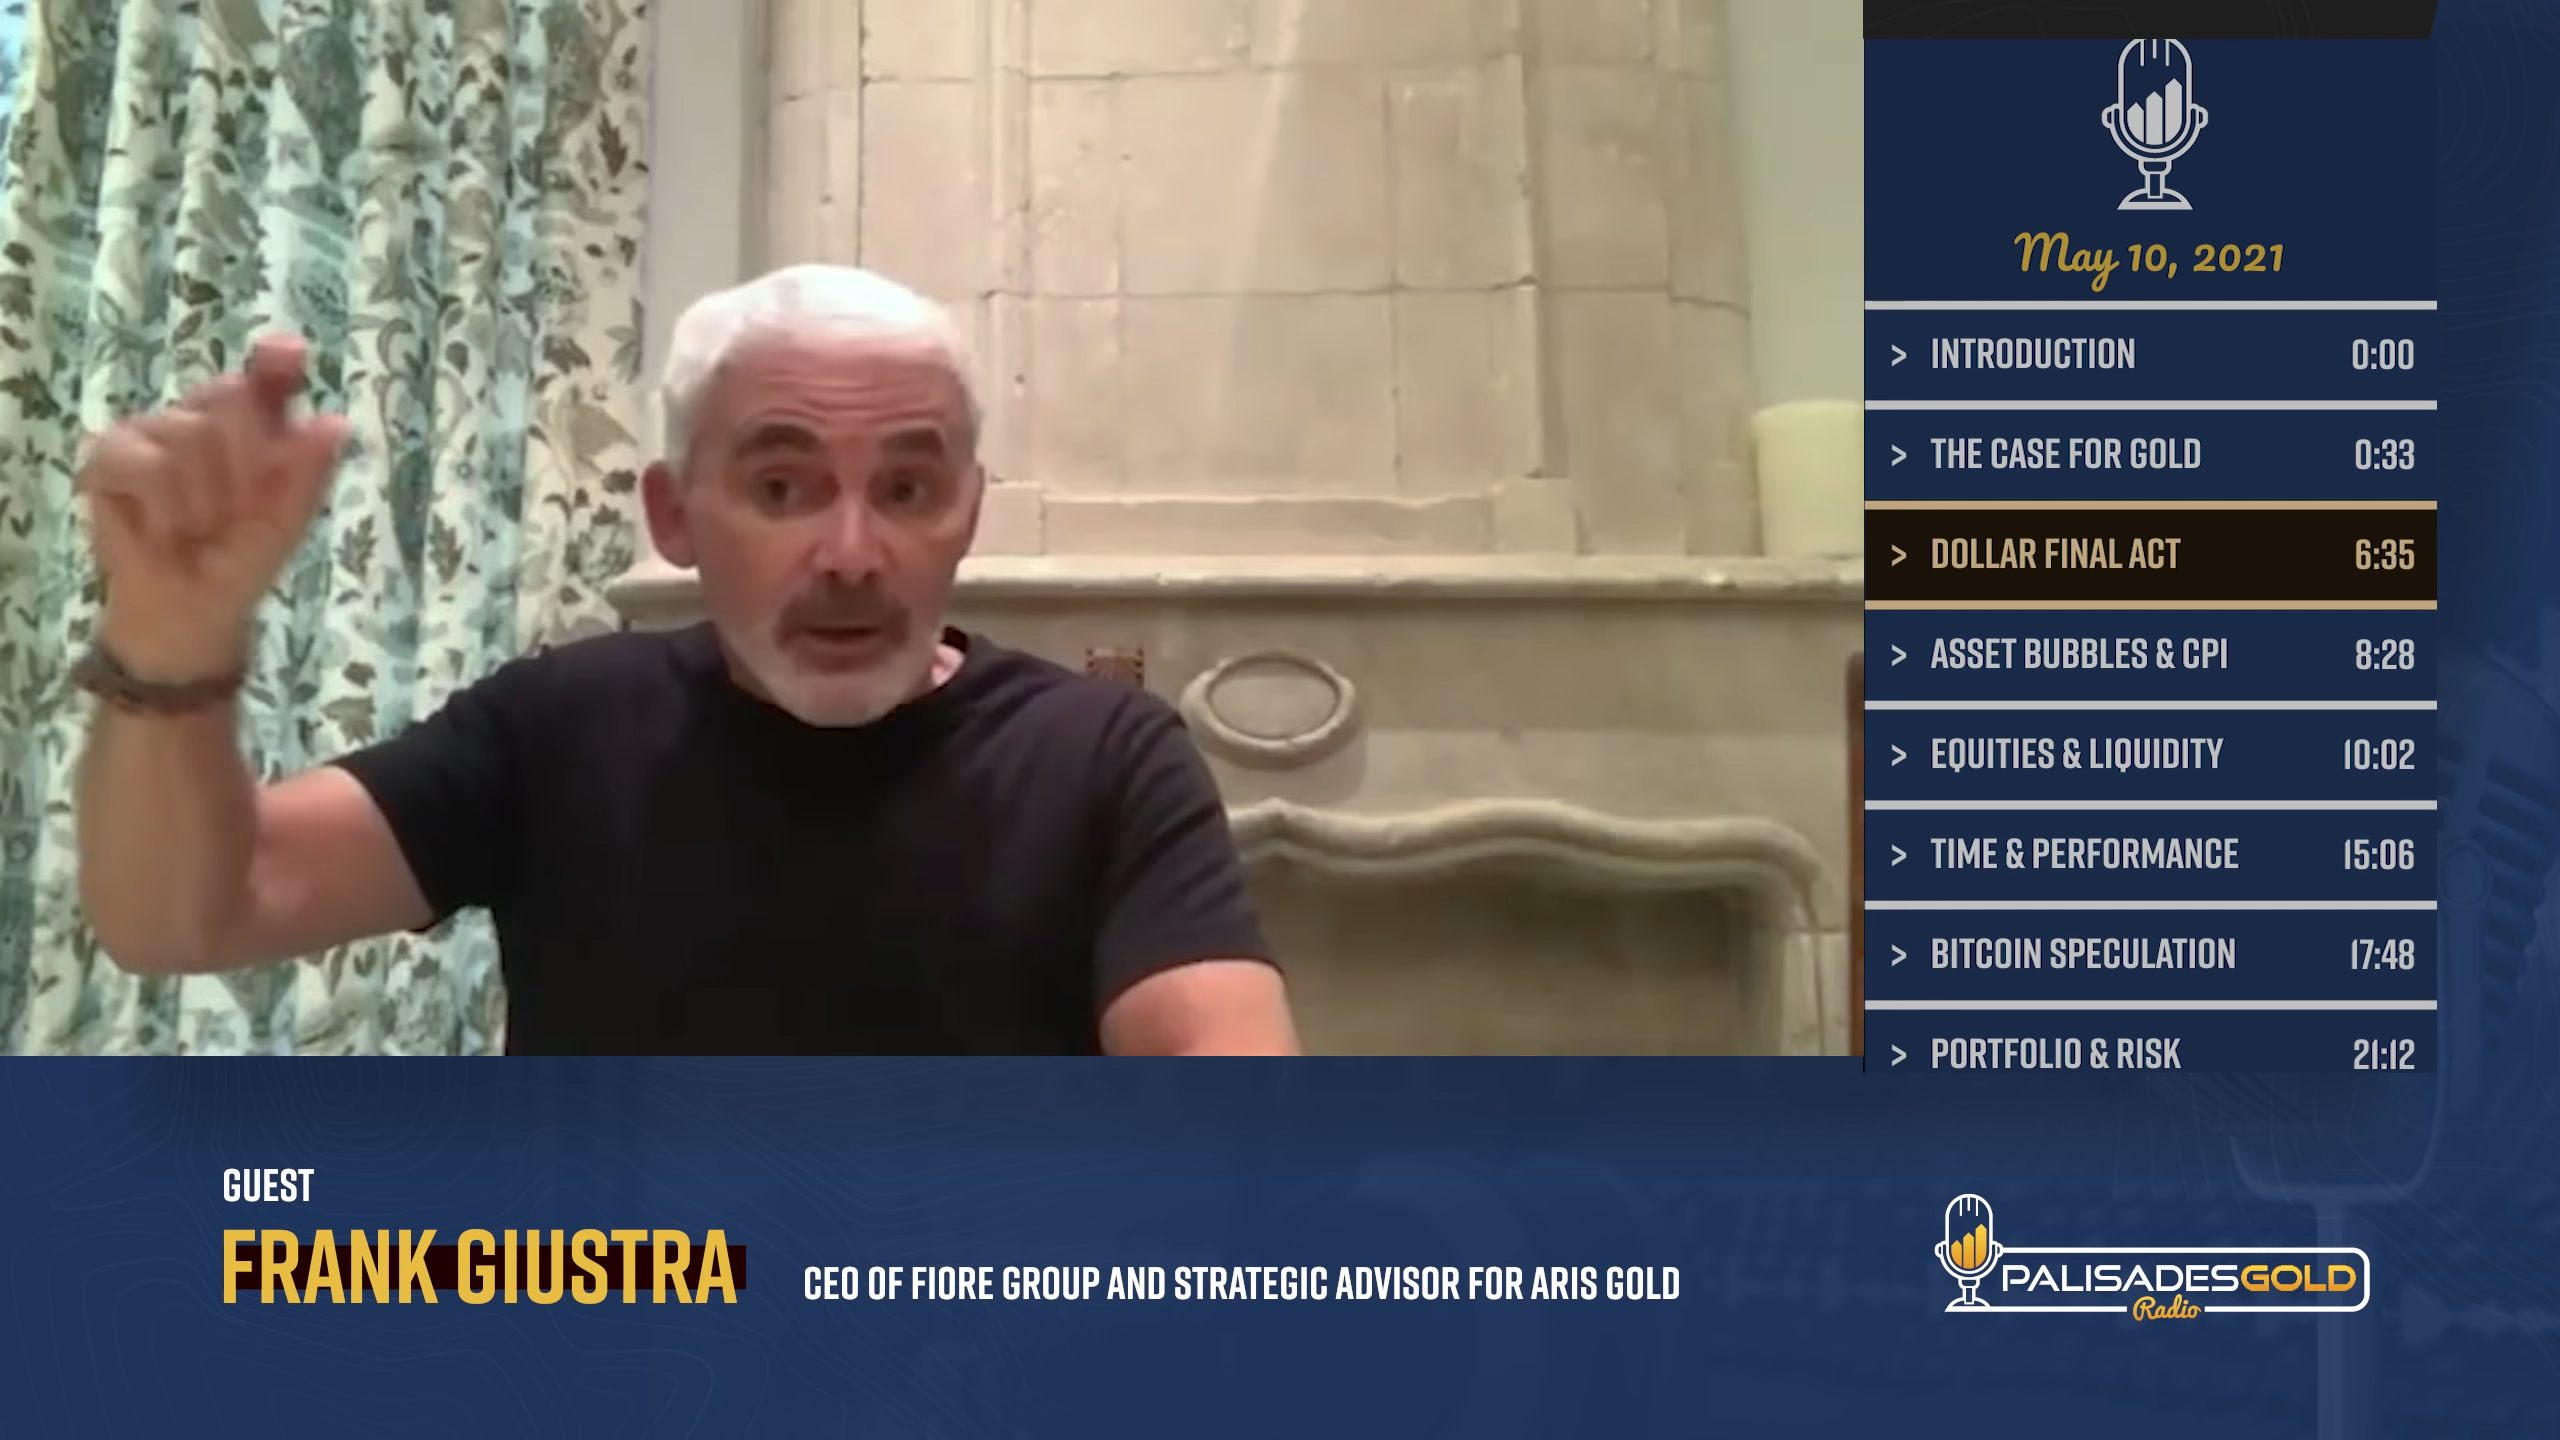 May 10, 2021
> INTRODUCTION 0:00
> THE CASE FOR GOLD 0:33
> DOLLAR FINAL ACT 6:35
> ASSET BUBBLES & CPI 8:28
> EQUITIES & LIQUIDITY 10:02
> TIME & PERFORMANCE 15:06
> BITCOIN SPECULATION 17:48
> PORTFOLIO & RISK 21:12
GUEST
FRANK GIUSTRA
CEO OF FIORE GROUP AND STRATEGIC ADVISOR FOR ARIS GOLD
PALISADESGOLD
Radio